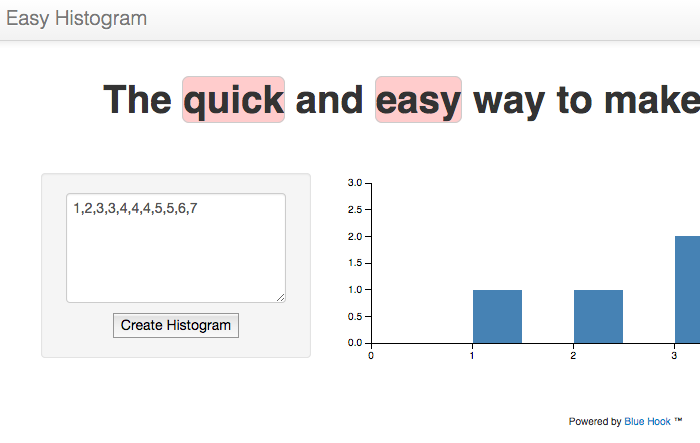 Easy Histogram
The quick and easy way to make
1,2,3,3,4,4,4,5,5,6,7
Create Histogram
3.0
2.5
2.0
1.5
1.0
0.5
0.0
0 1 2 3
Powered by Blue Hook ™